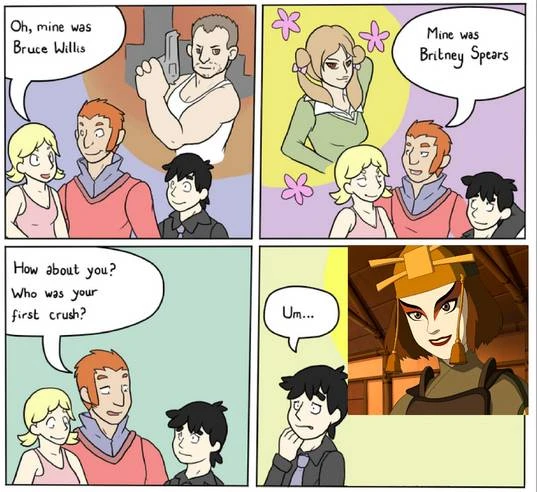 Oh, mine was
Bruce Willis
Mine was
Britney Spears
How about you?
Who was your
first crush?
Um...